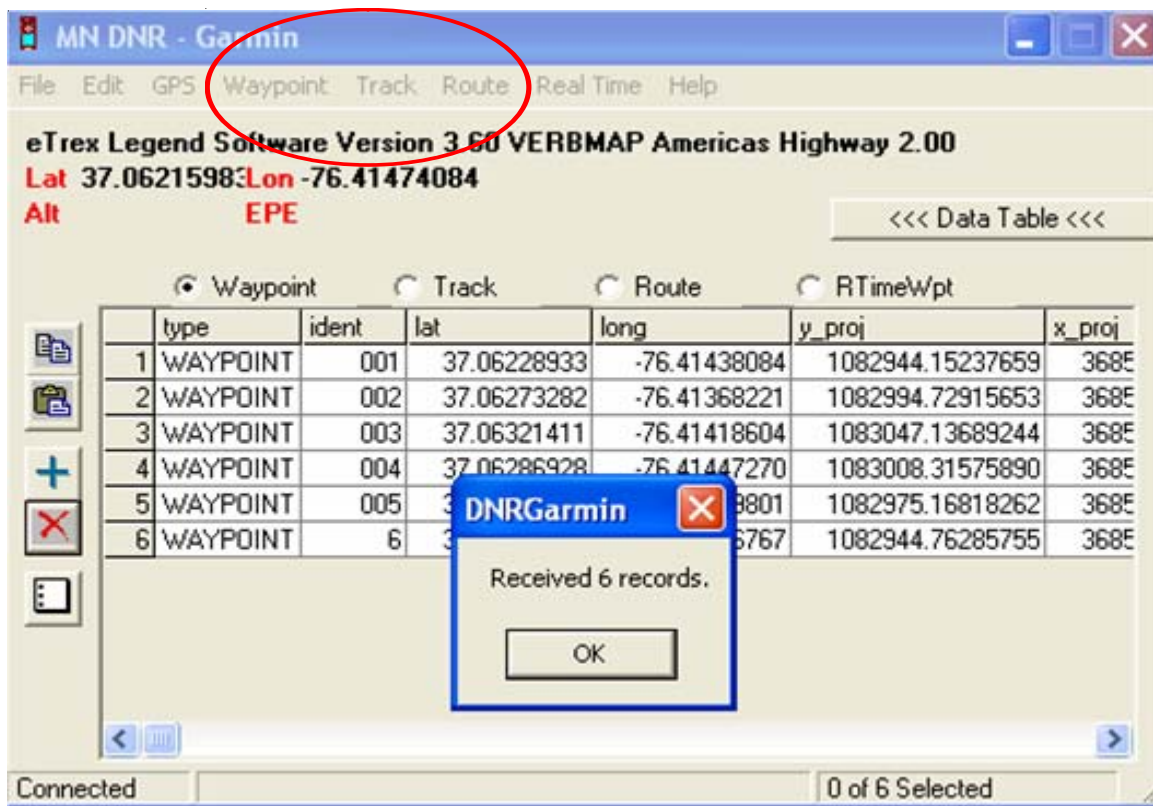 MN DNR - Garmin
File Edit GPS Waypoint Track Route Real Time Help
eTrex Legend Software Version 3.60 VERBMAP Americas Highway 2.00
Lat 37.06215983 Lon -76.41474084
Alt EPE
<<< Data Table <<<
Waypoint Track Route RTimeWpt
type ident lat long y_proj x_proj
1 WAYPOINT 001 37.06228933 -76.41438084 1082944.15237659 3685
2 WAYPOINT 002 37.06273282 -76.41368221 1082994.72915653 3685
3 WAYPOINT 003 37.06321411 -76.41418604 1083047.13689244 3685
4 WAYPOINT 004 37.06286928 -76.41447270 1083008.31575890 3685
5 WAYPOINT 005 3 9801 1082975.16818262 3685
6 WAYPOINT 6 3 6767 1082944.76285755 3685
DNRGarmin
Received 6 records.
OK
Connected 0 of 6 Selected